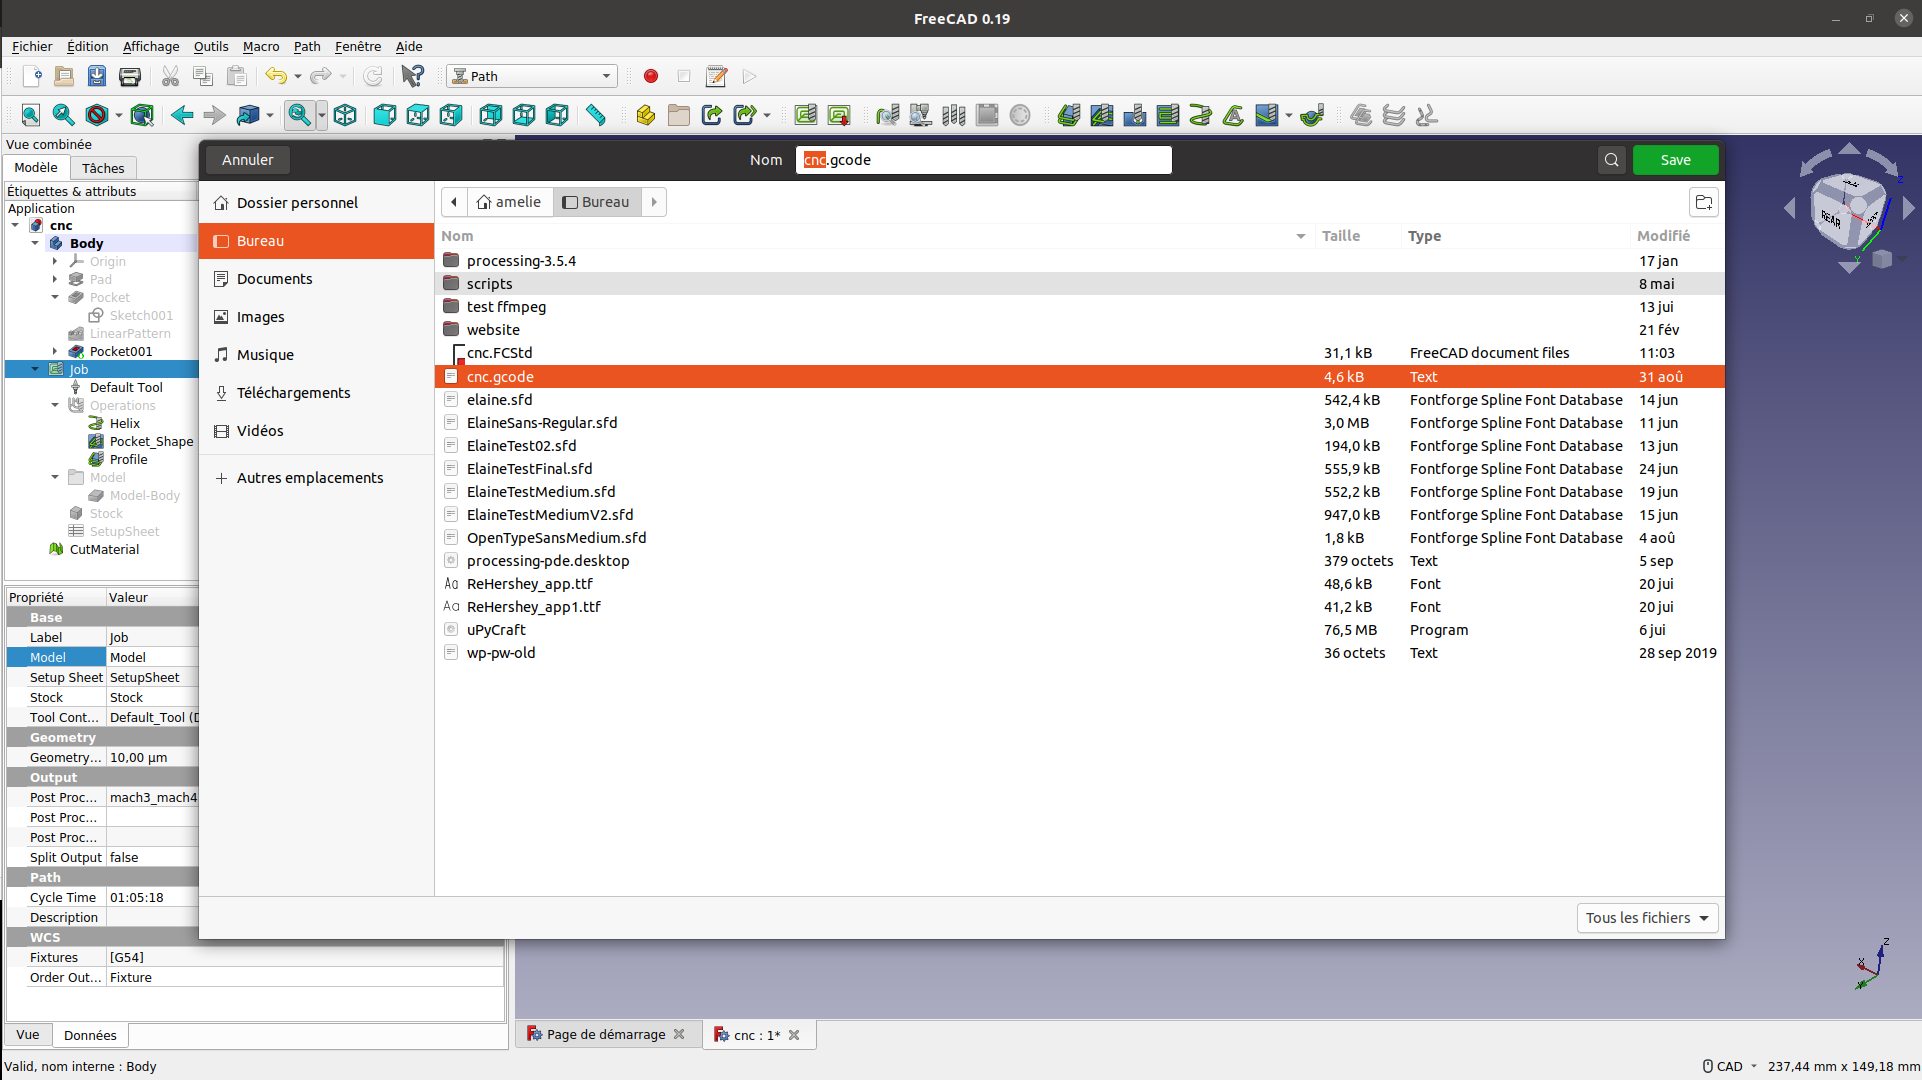 FreeCAD 0.19
Fichier Édition Affichage Outils Macro Path Fenêtre Aide
Path
Vue combinée
Modèle Tâches
Étiquettes & attributs
Application
cnc
Body
Origin
Pad
Pocket
Sketch001
LinearPattern
Pocket001
Job
Default Tool
Operations
Helix
Pocket_Shape
Profile
Model
Model-Body
Stock
SetupSheet
CutMaterial
Propriété Valeur
Base
Label Job
Model Model
Setup Sheet SetupSheet
Stock Stock
Tool Cont... Default_Tool (D
Geometry
Geometry... 10,00 µm
Output
Post Proc... mach3_mach4
Post Proc...
Post Proc...
Split Output false
Path
Cycle Time 01:05:18
Description
WCS
Fixtures [G54]
Order Out... Fixture
Vue Données
Annuler Nom cnc.gcode Save
Dossier personnel
Bureau
Documents
Images
Musique
Téléchargements
Vidéos
Autres emplacements
amelie Bureau
Nom Taille Type Modifié
processing-3.5.4 17 jan
scripts 8 mai
test ffmpeg 13 jui
website 21 fév
cnc.FCStd 31,1 kB FreeCAD document files 11:03
cnc.gcode 4,6 kB Text 31 aoû
elaine.sfd 542,4 kB Fontforge Spline Font Database 14 jun
ElaineSans-Regular.sfd 3,0 MB Fontforge Spline Font Database 11 jun
ElaineTest02.sfd 194,0 kB Fontforge Spline Font Database 13 jun
ElaineTestFinal.sfd 555,9 kB Fontforge Spline Font Database 24 jun
ElaineTestMedium.sfd 552,2 kB Fontforge Spline Font Database 19 jun
ElaineTestMediumV2.sfd 947,0 kB Fontforge Spline Font Database 15 jun
OpenTypeSansMedium.sfd 1,8 kB Fontforge Spline Font Database 4 aoû
processing-pde.desktop 379 octets Text 5 sep
Aa ReHershey_app.ttf 48,6 kB Font 20 jui
Aa ReHershey_app1.ttf 41,2 kB Font 20 jui
uPyCraft 76,5 MB Program 6 jui
wp-pw-old 36 octets Text 28 sep 2019
Tous les fichiers
REAR
Z
Y
Z
X
Y
Page de démarrage cnc : 1*
Valid, nom interne : Body CAD 237,44 mm x 149,18 mm